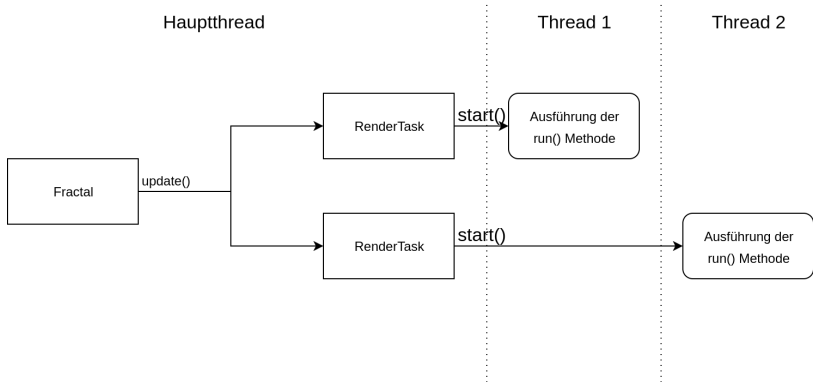 Hauptthread
Thread 1
Thread 2
start()
Ausführung der
run() Methode
RenderTask
update()
Fractal
start()
RenderTask
Ausführung der
run() Methode